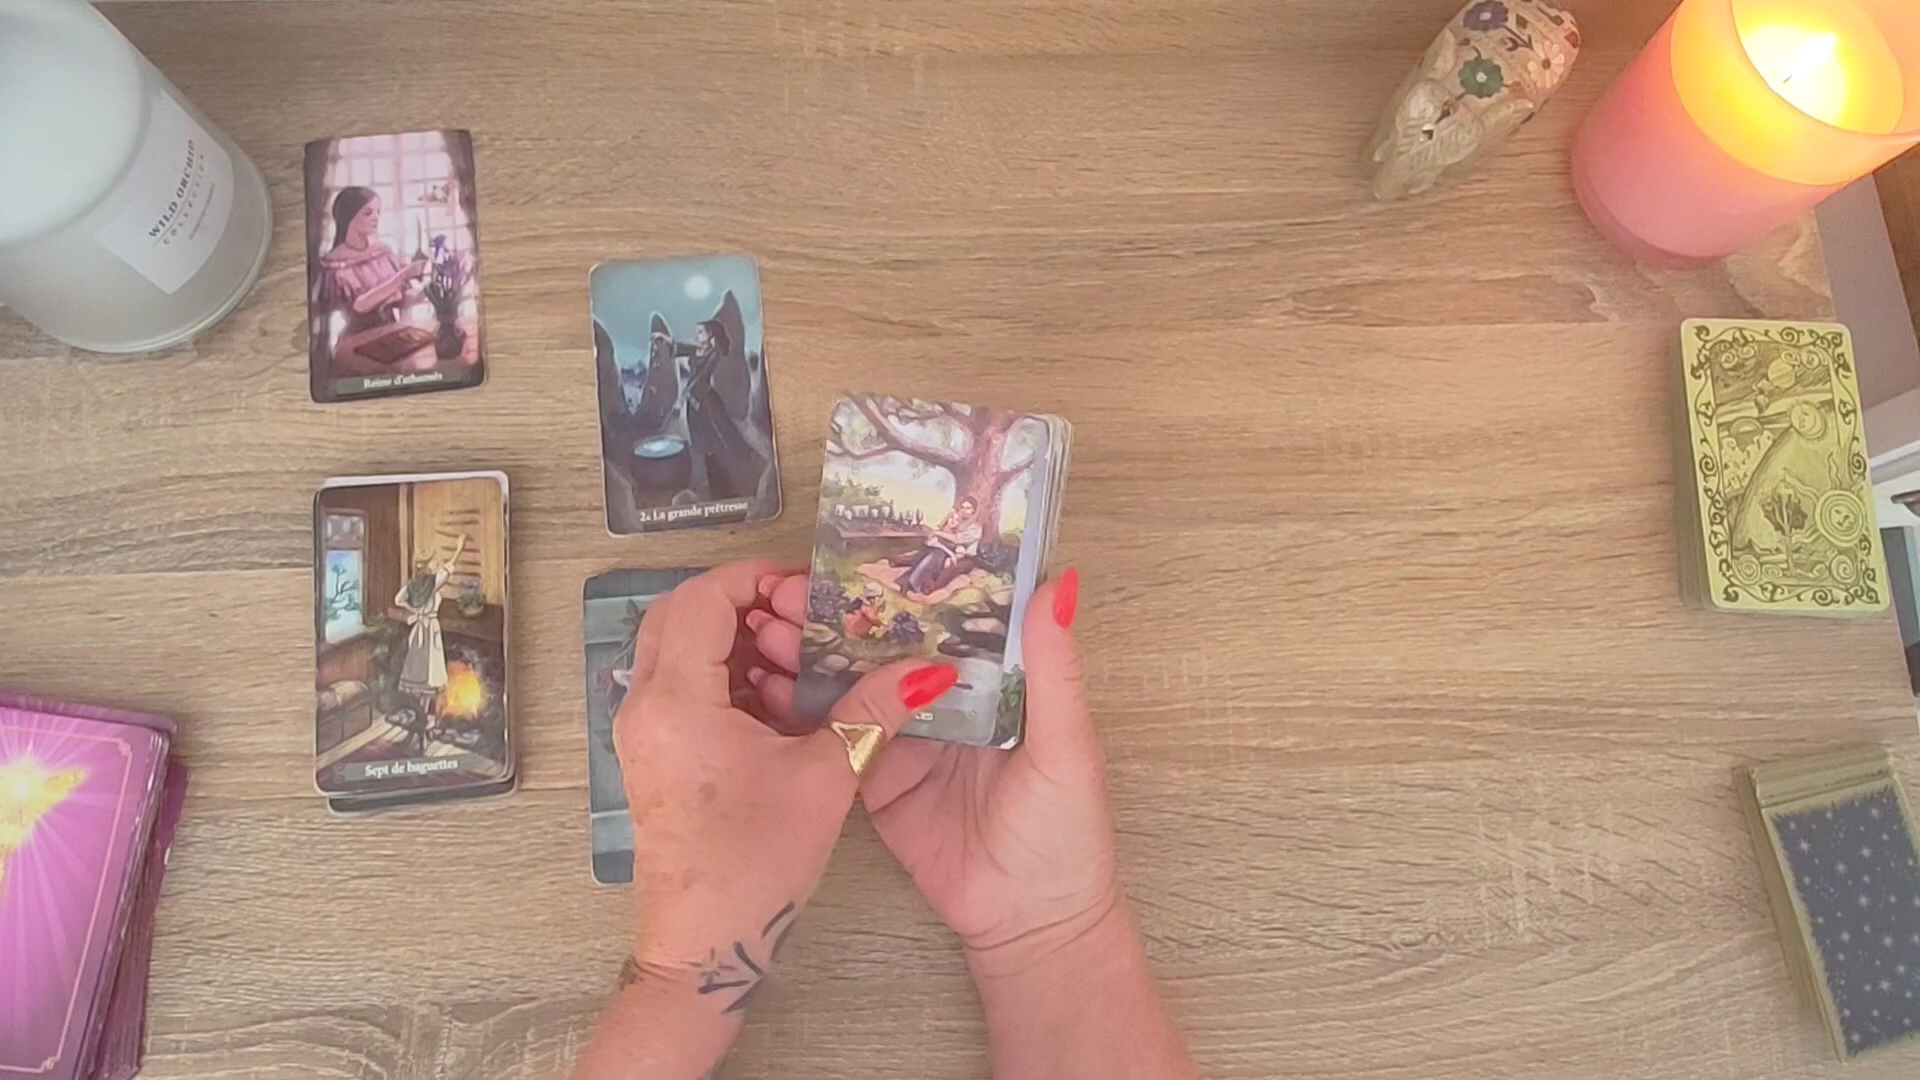 WILD ORCHID
COLLECTION
Reine d'athamés
2. La grande prêtresse
Sept de baguettes